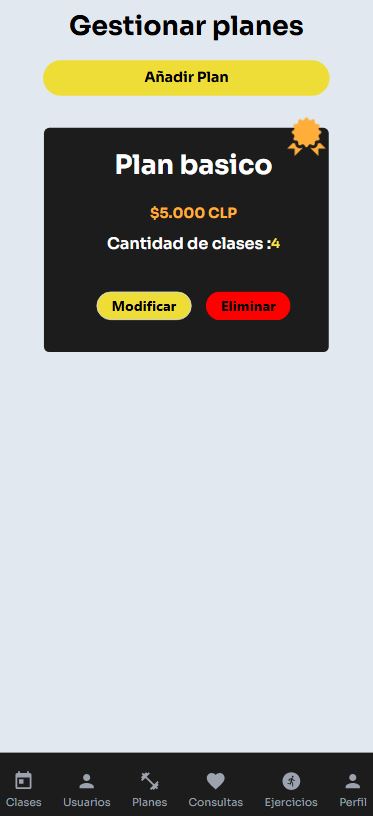 Gestionar planes
Añadir Plan
Plan basico
$5.000 CLP
Cantidad de clases :4
Modificar Eliminar
Clases Usuarios Planes Consultas Ejercicios Perfil